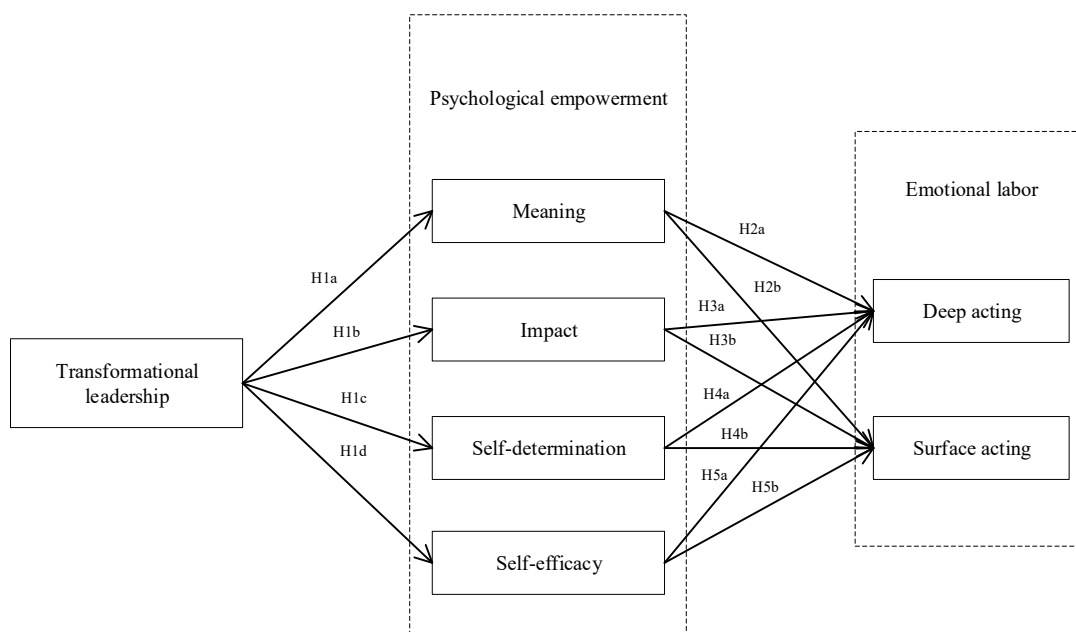 Psychological empowerment
Emotional labor
Meaning
Impact
Self-determination
Self-efficacy
Transformational
leadership
Deep acting
Surface acting
H1a
H1b
H1c
H1d
H2a
H2b
H3a
H3b
H4a
H4b
H5a
H5b